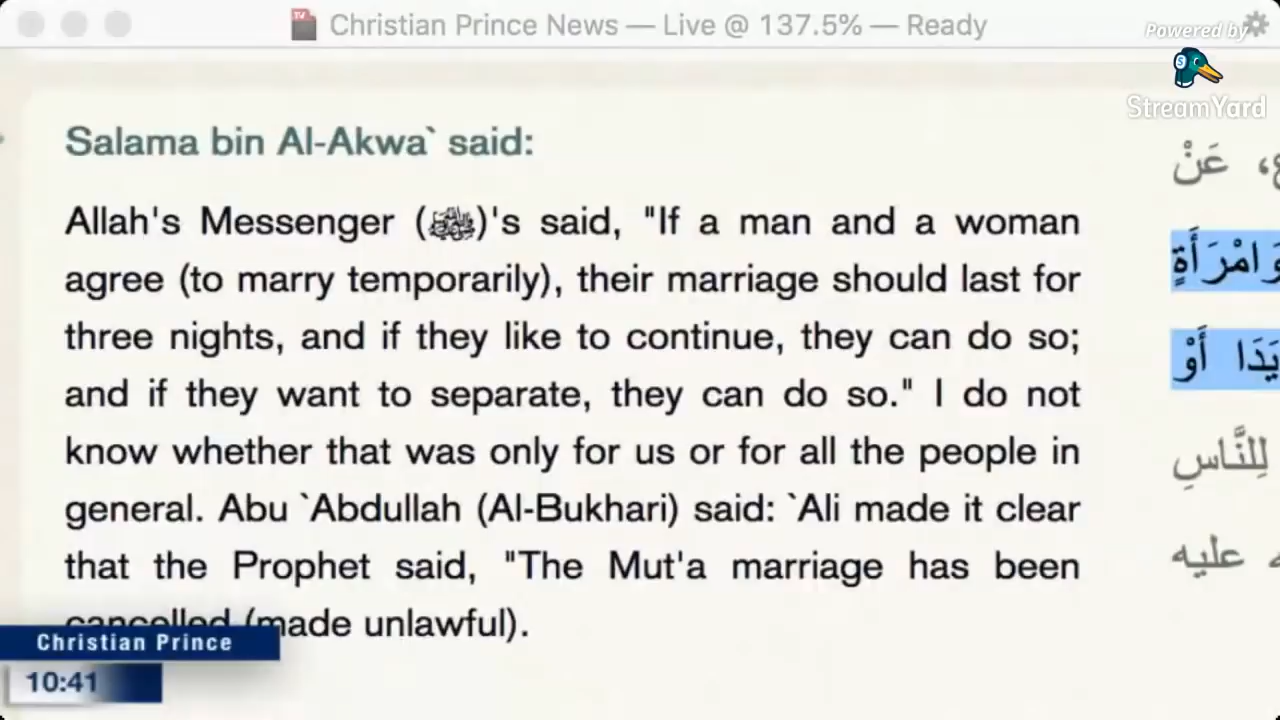 Christian Prince News — Live @ 137.5% — Ready
Powered by
StreamYard
Salama bin Al-Akwa` said:
Allah's Messenger (ﷺ)'s said, "If a man and a woman
agree (to marry temporarily), their marriage should last for
three nights, and if they like to continue, they can do so;
and if they want to separate, they can do so." I do not
know whether that was only for us or for all the people in
general. Abu `Abdullah (Al-Bukhari) said: `Ali made it clear
that the Prophet said, "The Mut'a marriage has been
cancelled (made unlawful).
عَنْ
وَامْرَأَةٍ
أَوْ
لِلنَّاسِ
عليه
Christian Prince
10:41